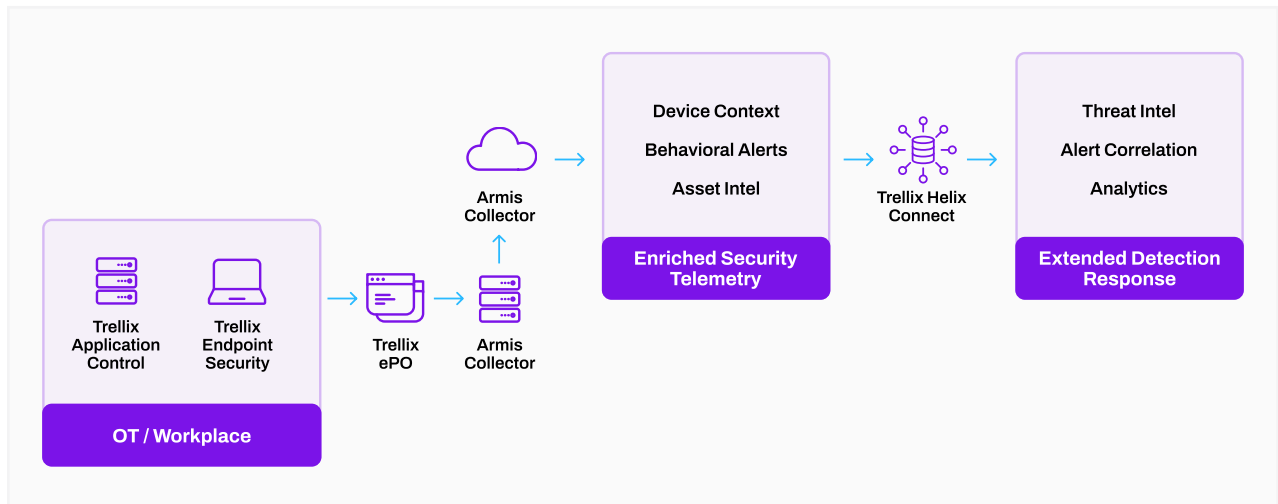 Trellix
Application
Control
Trellix
Endpoint
Security
OT / Workplace
Trellix
ePO
Armis
Collector
Armis
Collector
Device Context
Behavioral Alerts
Asset Intel
Enriched Security
Telemetry
Trellix Helix
Connect
Threat Intel
Alert Correlation
Analytics
Extended Detection
Response